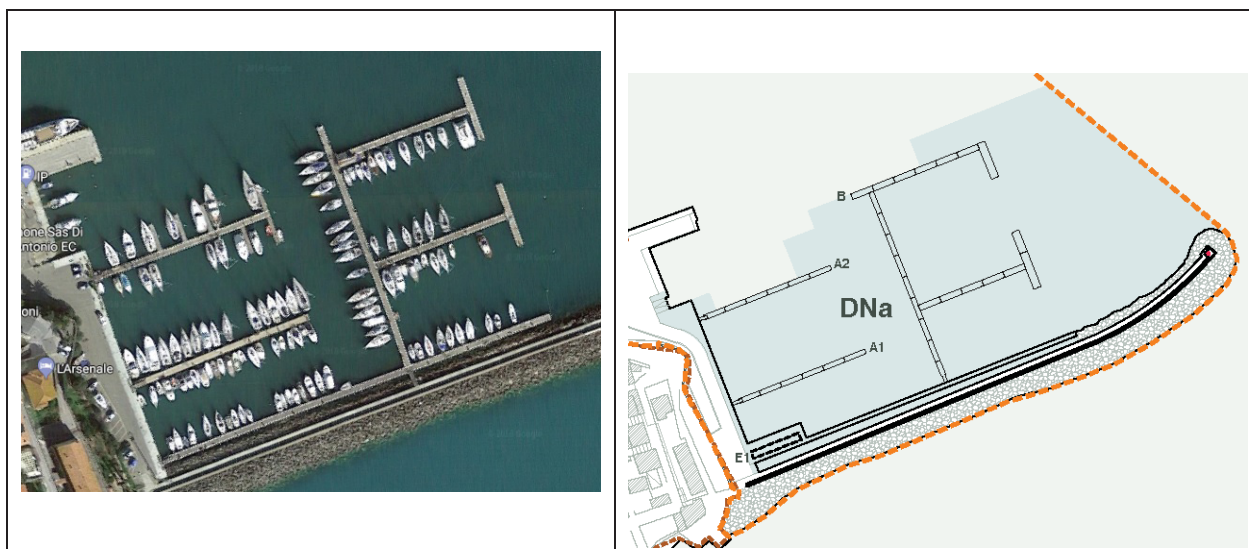 IP
one Sas Di
ntonio EC
oni
L'Arsenale
B
A2
DNa
A1
E1